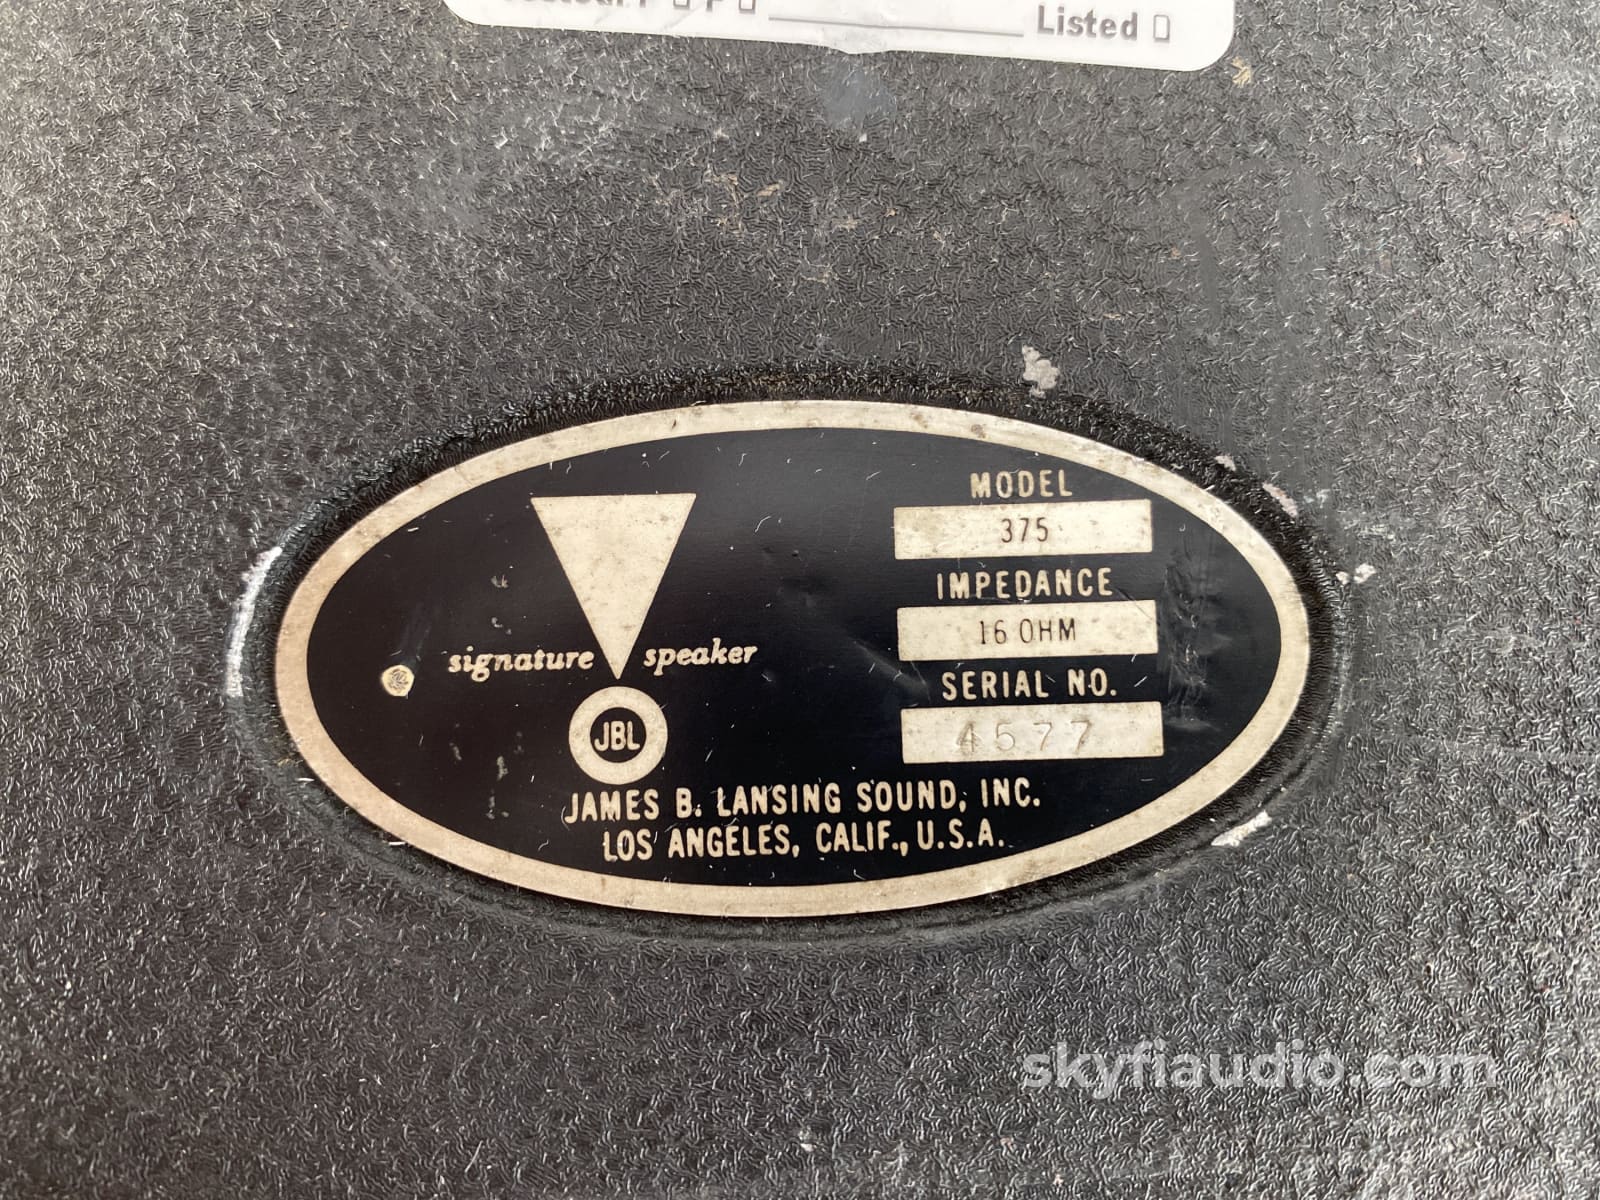 Listed
MODEL
375
IMPEDANCE
16 OHM
signature speaker
SERIAL NO.
4577
JBL
JAMES B. LANSING SOUND, INC.
LOS ANGELES, CALIF., U.S.A.
skyfiaudio.com